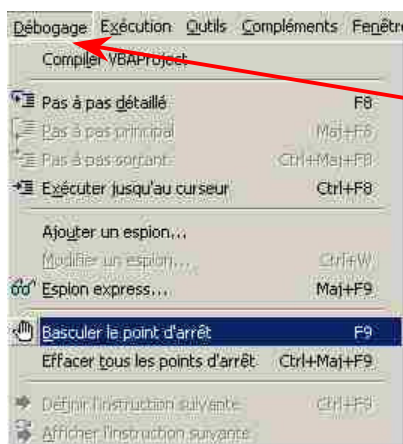 Débogage Exécution Outils Compléments Fenêtre
Compiler VBAProject
Pas à pas détaillé F8
Pas à pas principal Maj+F8
Pas à pas sortant Ctrl+Maj+F8
Exécuter jusqu'au curseur Ctrl+F8
Ajouter un espion...
Modifier un espion... Ctrl+W
Espion express... Maj+F9
Basculer le point d'arrêt F9
Effacer tous les points d'arrêt Ctrl+Maj+F9
Définir l'instruction suivante Ctrl+F9
Afficher l'instruction suivante